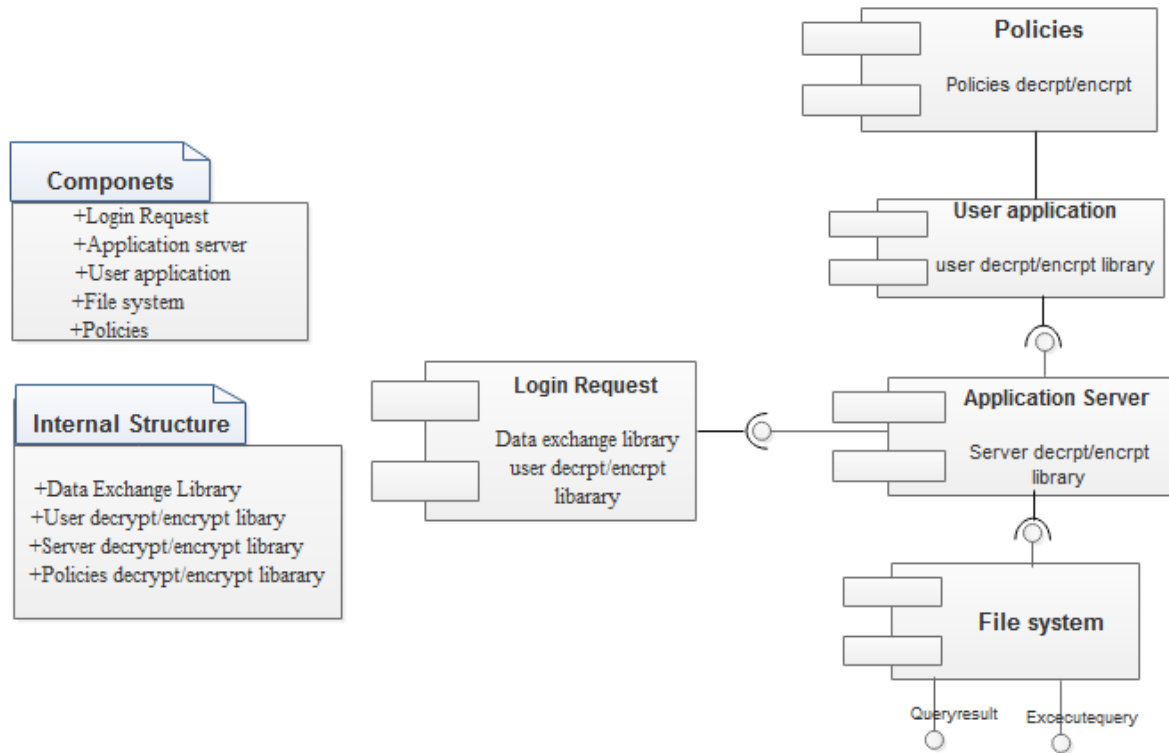 Componets
+Login Request
+Application server
+User application
+File system
+Policies
Internal Structure
+Data Exchange Library
+User decrypt/encrypt libary
+Server decrypt/encrypt library
+Policies decrypt/encrypt libarary
Login Request
Data exchange library
user decrpt/encrpt
libarary
Policies
Policies decrpt/encrpt
User application
user decrpt/encrpt library
Application Server
Server decrpt/encrpt
library
File system
Queryresult
Excecutequery